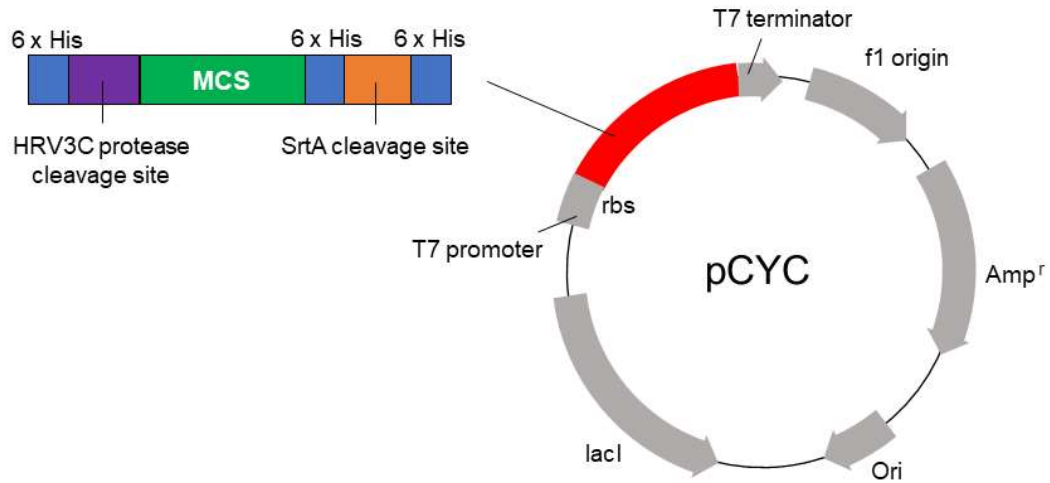 6 x His
6 x His
6 x His
MCS
HRV3C protease
cleavage site
SrtA cleavage site
T7 terminator
f1 origin
rbs
T7 promoter
pCYC
Amp r
lacI
Ori